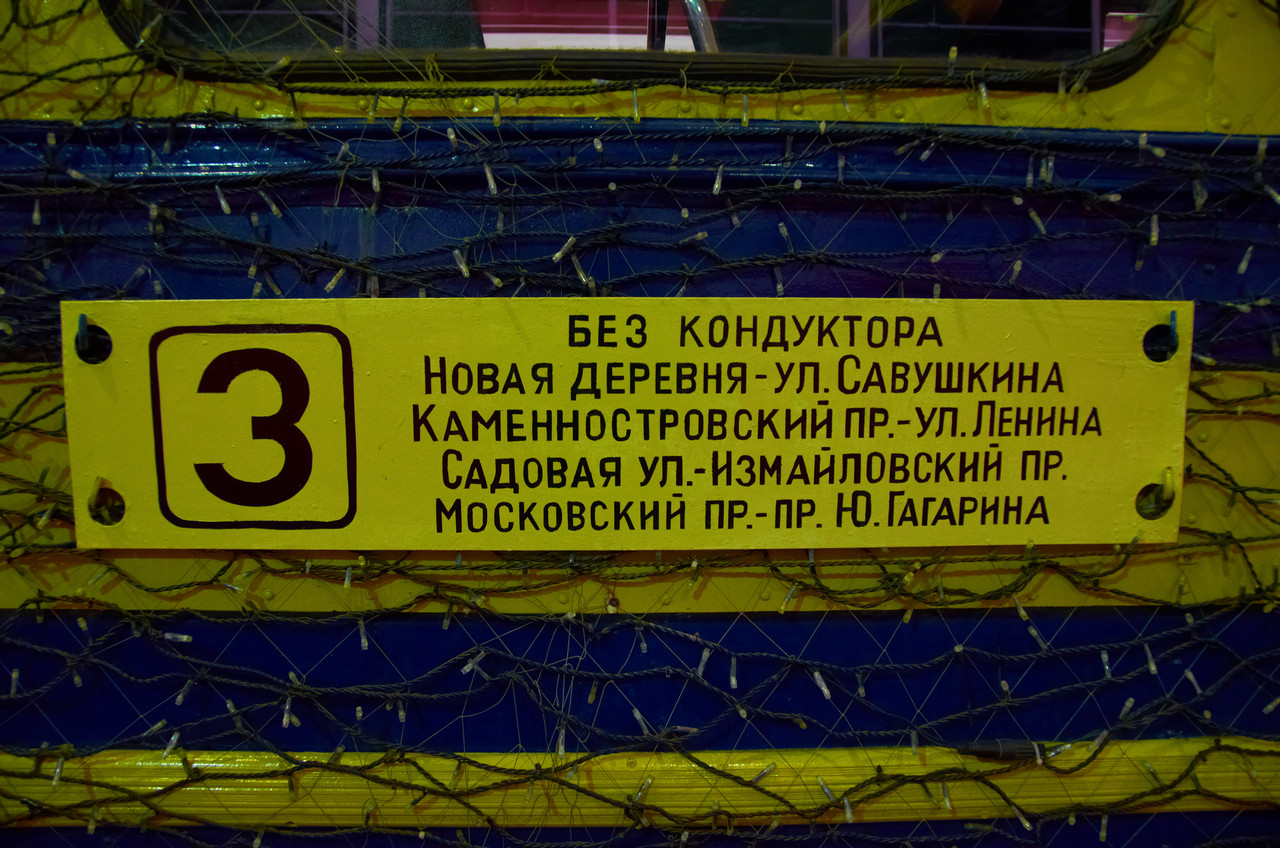 3
БЕЗ КОНДУКТОРА
НОВАЯ ДЕРЕВНЯ-УЛ. САВУШКИНА
КАМЕННОСТРОВСКИЙ ПР.-УЛ. ЛЕНИНА
САДОВАЯ УЛ.-ИЗМАЙЛОВСКИЙ ПР.
МОСКОВСКИЙ ПР.-ПР. Ю. ГАГАРИНА